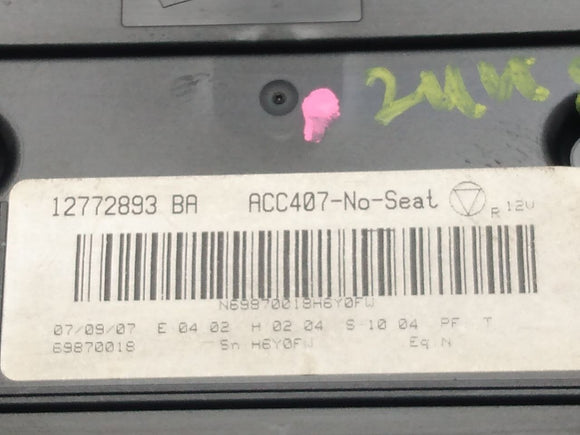 12772893 BA ACC407-No-Seat R 12V
N69870018H6Y0FW
07/09/07 E 04 02 H 02 04 S 10 04 PF T
69870018 Sn H6Y0FW Eq N